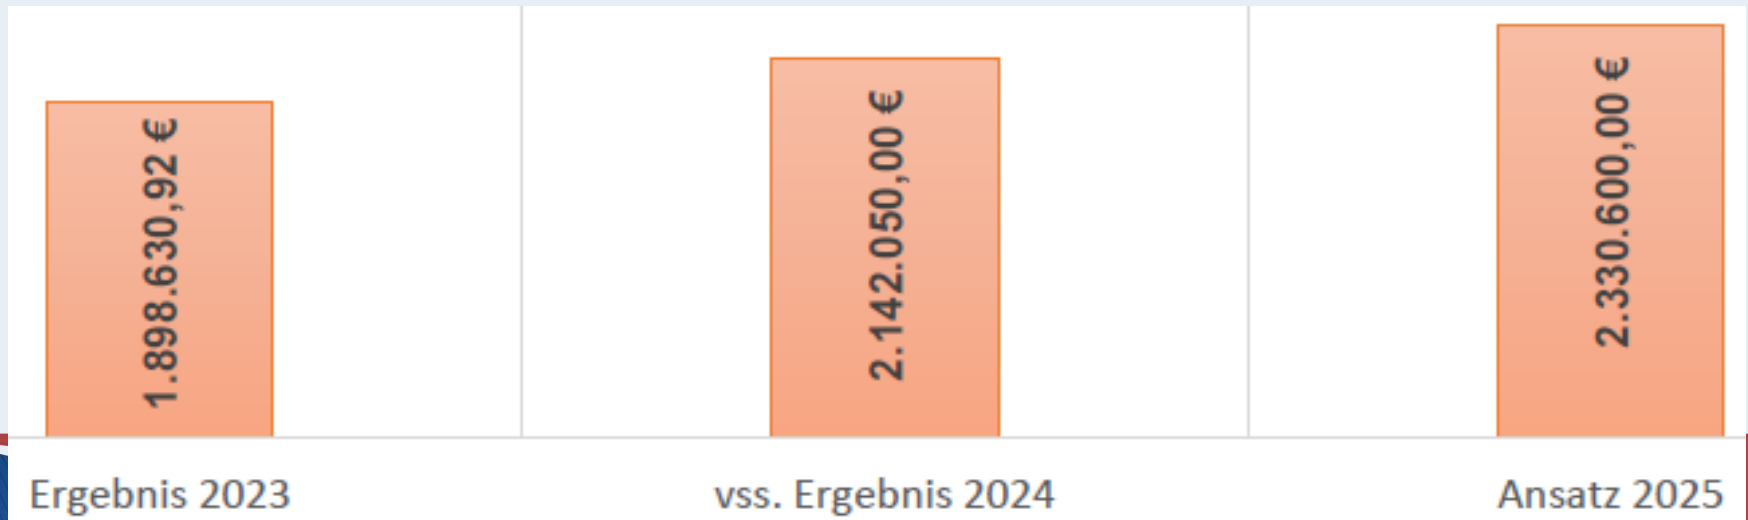 1.898.630,92 €
2.142.050,00 €
2.330.600,00 €
Ergebnis 2023
vss. Ergebnis 2024
Ansatz 2025